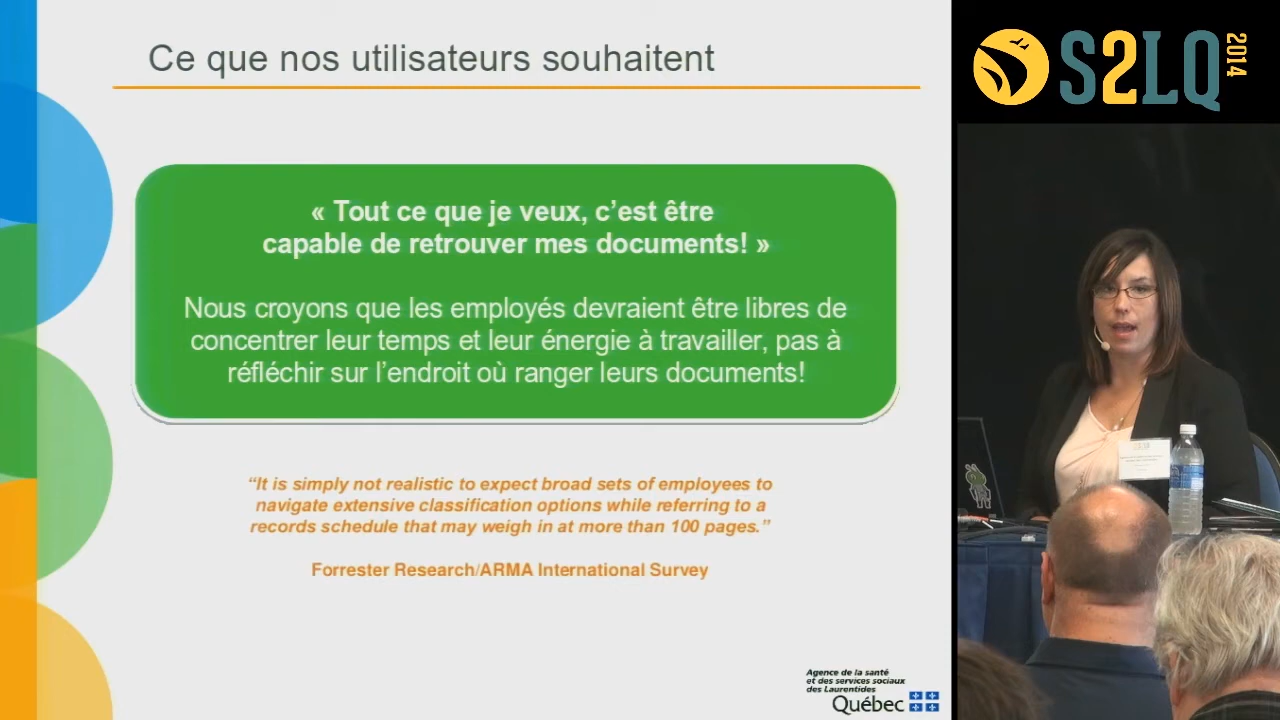 Ce que nos utilisateurs souhaitent
« Tout ce que je veux, c’est être
capable de retrouver mes documents! »
Nous croyons que les employés devraient être libres de
concentrer leur temps et leur énergie à travailler, pas à
réfléchir sur l’endroit où ranger leurs documents!
“It is simply not realistic to expect broad sets of employees to
navigate extensive classification options while referring to a
records schedule that may weigh in at more than 100 pages.”
Forrester Research/ARMA International Survey
Agence de la santé
et des services sociaux
des Laurentides
Québec
S2LQ
2014